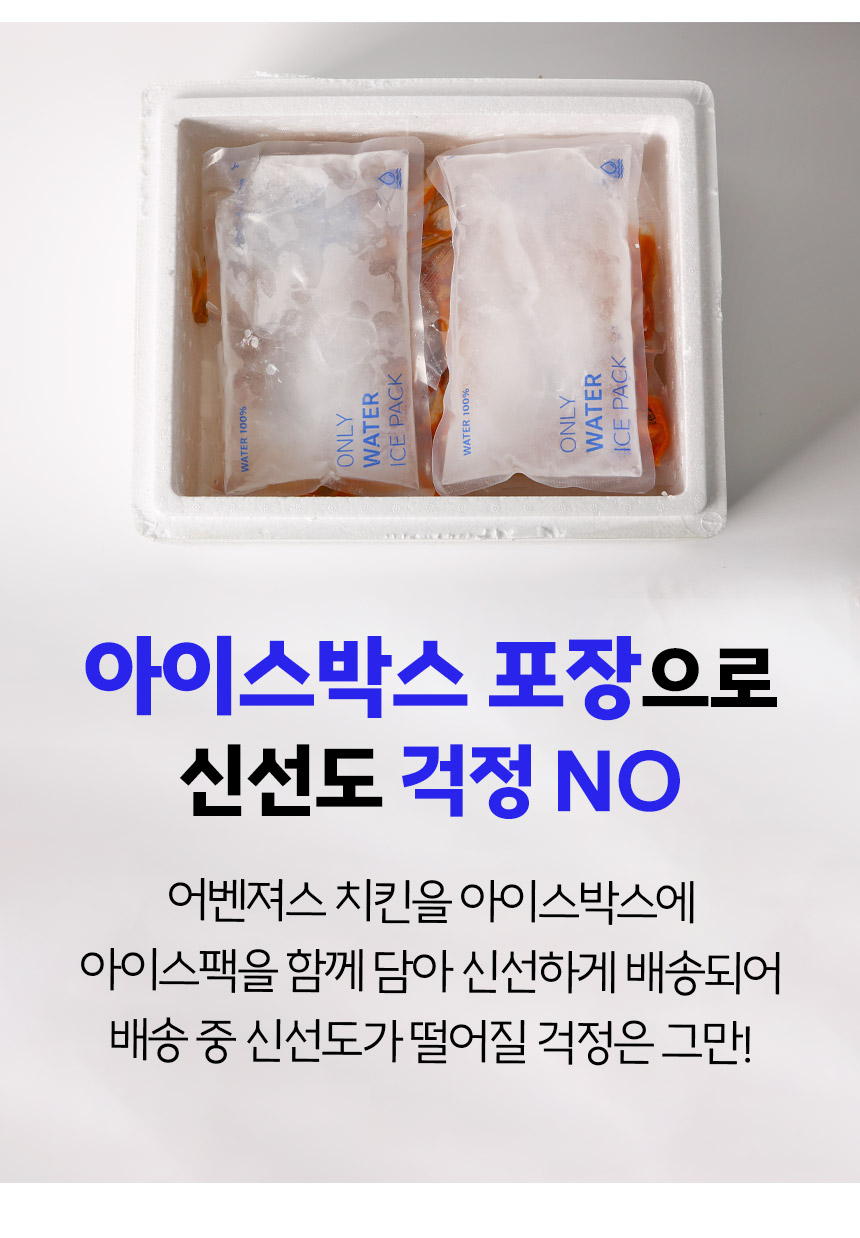 WATER 100%
ONLY
WATER
ICE PACK
WATER 100%
ONLY
WATER
ICE PACK
아이스박스 포장으로
신선도 걱정 NO
어벤져스 치킨을 아이스박스에
아이스팩을 함께 담아 신선하게 배송되어
배송 중 신선도가 떨어질 걱정은 그만!